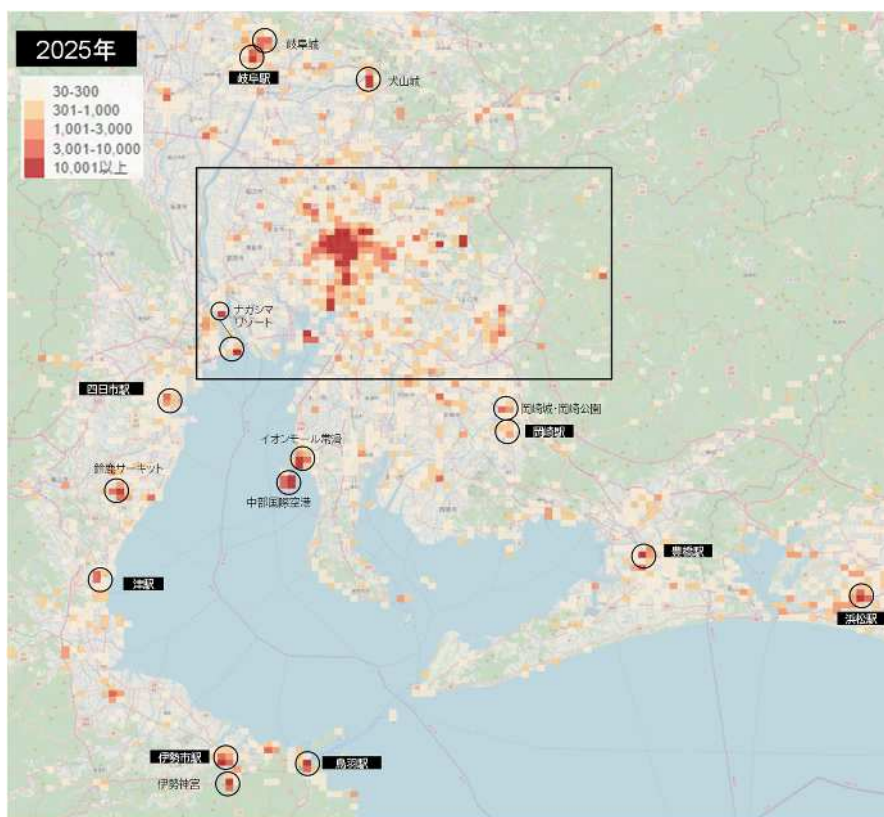 2025年
30-300
301-1,000
1,001-3,000
3,001-10,000
10,001以上
岐阜城
岐阜駅
犬山城
ナガシマ
リゾート
四日市駅
岡崎城・岡崎公園
岡崎駅
イオンモール常滑
鈴鹿サーキット
中部国際空港
豊橋駅
津駅
浜松駅
伊勢市駅
鳥羽駅
伊勢神宮